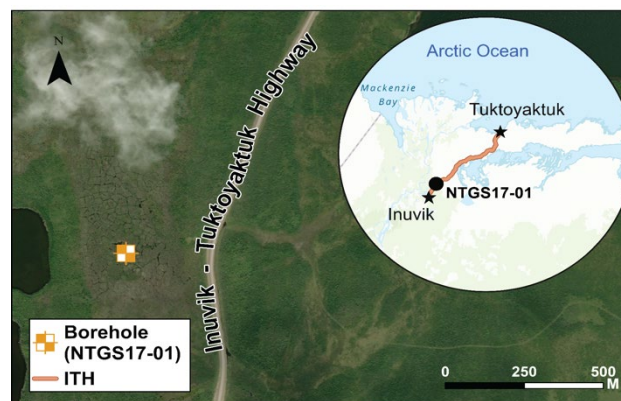 N
Inuvik - Tuktoyaktuk Highway
Arctic Ocean
Mackenzie
Bay
Tuktoyaktuk
NTGS17-01
Inuvik
Borehole
(NTGS17-01)
ITH
0 250 500
M